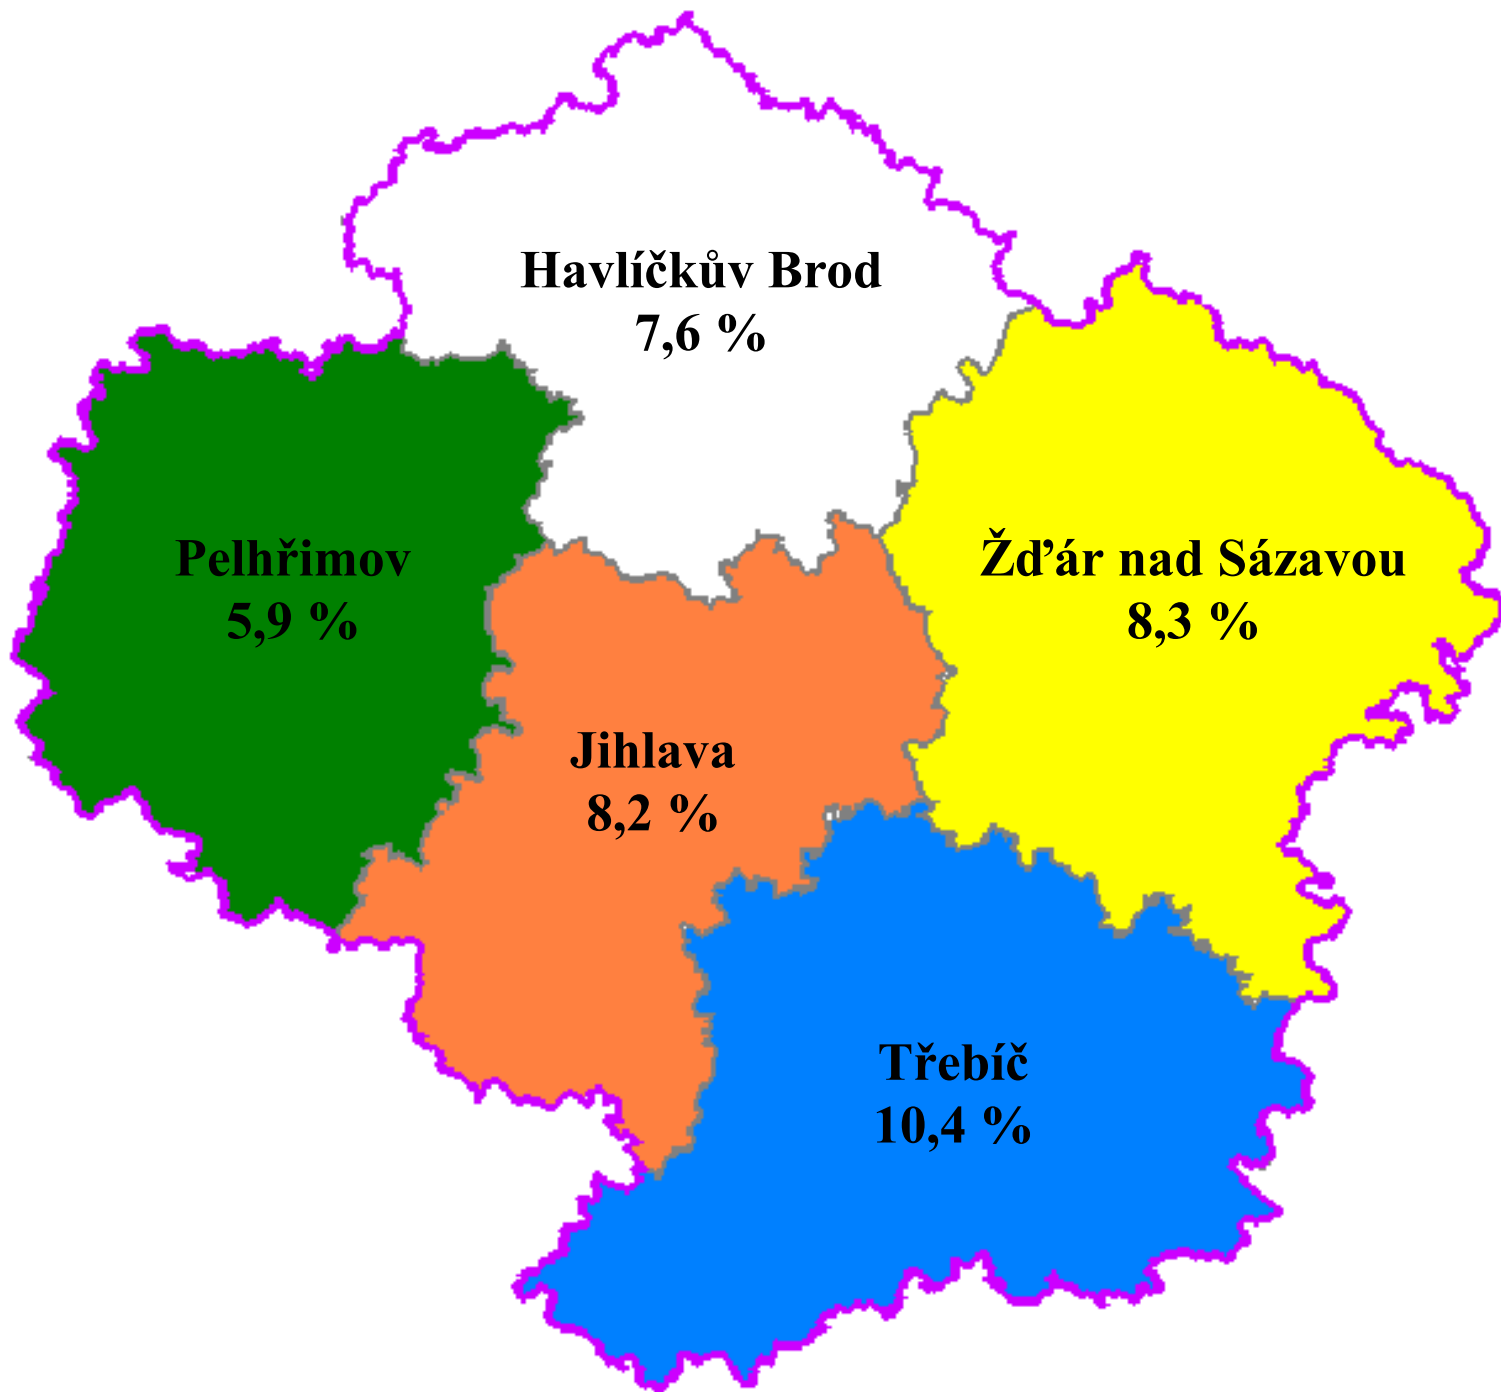 Havlíčkův Brod
7,6 %
Pelhřimov
5,9 %
Žďár nad Sázavou
8,3 %
Jihlava
8,2 %
Třebíč
10,4 %